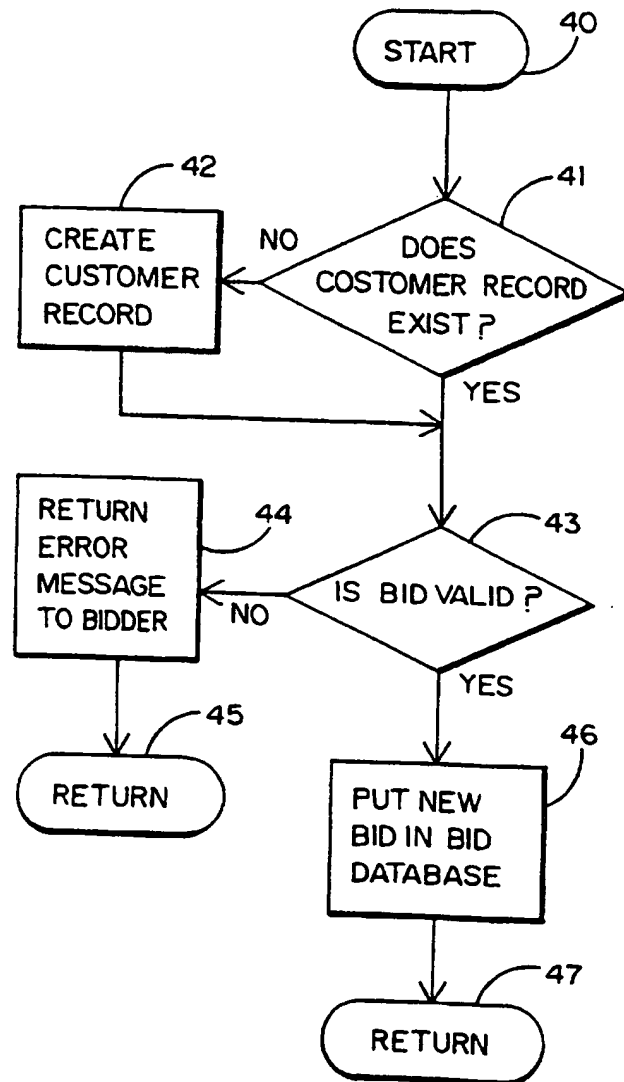 40
START
42
41
CREATE
CUSTOMER
RECORD
NO
DOES
COSTOMER RECORD
EXIST?
YES
RETURN
ERROR
MESSAGE
TO BIDDER
44
43
NO
IS BID VALID?
YES
45
RETURN
46
PUT NEW
BID IN BID
DATABASE
47
RETURN